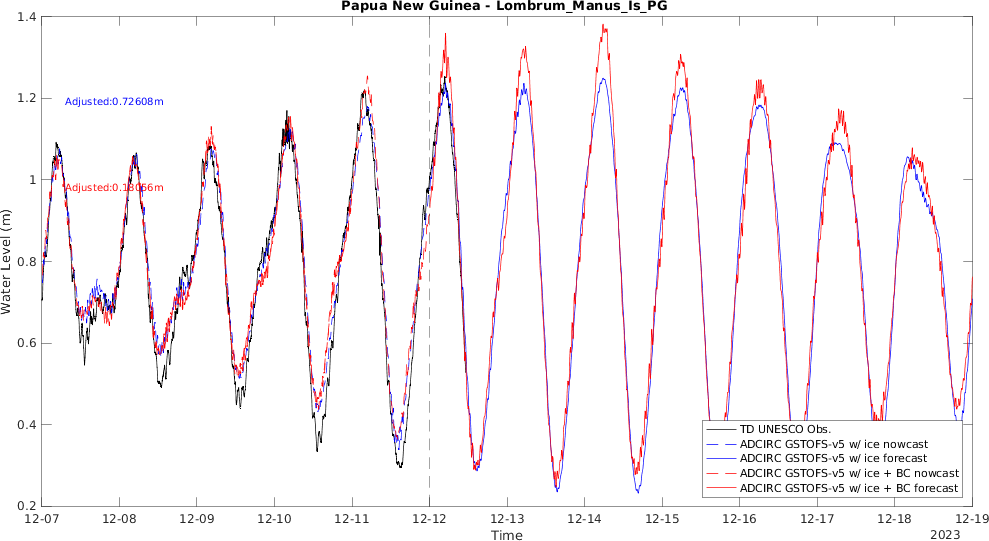 Papua New Guinea - Lombrum_Manus_Is_PG
1.4
1.2
1
0.8
0.6
0.4
0.2
Water Level (m)
Adjusted:0.72608m
Adjusted:0.18056m
TD UNESCO Obs.
ADCIRC GSTOFS-v5 w/ ice nowcast
ADCIRC GSTOFS-v5 w/ ice forecast
ADCIRC GSTOFS-v5 w/ ice + BC nowcast
ADCIRC GSTOFS-v5 w/ ice + BC forecast
12-07 12-08 12-09 12-10 12-11 12-12 12-13 12-14 12-15 12-16 12-17 12-18 12-19
Time
2023